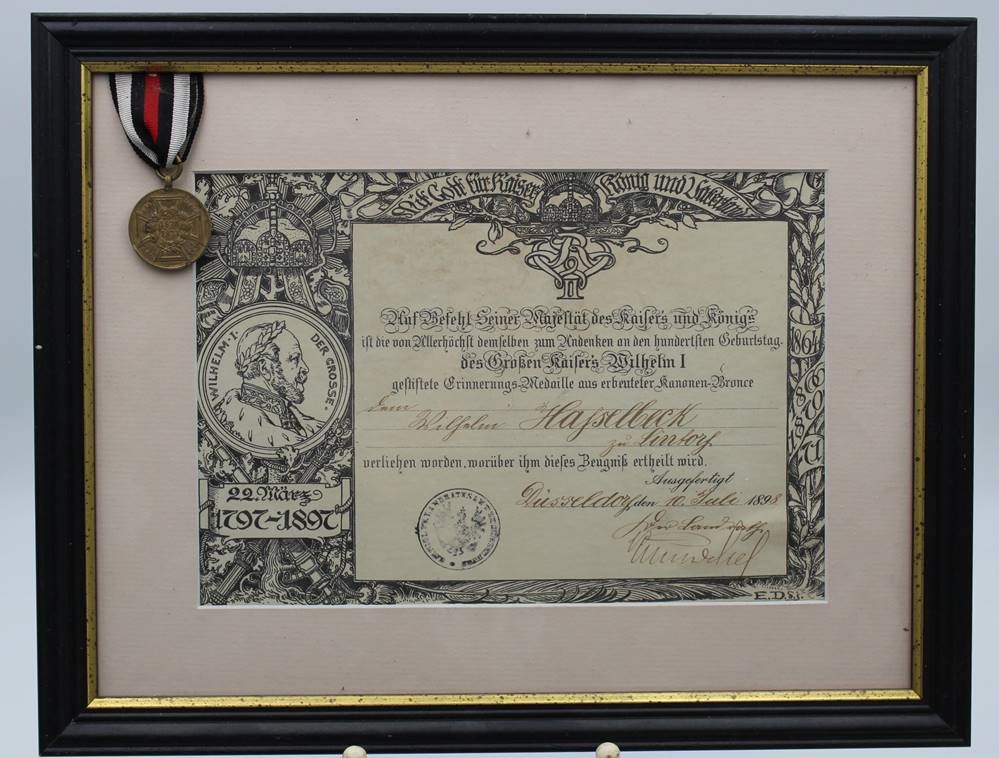 Mit Gott für Kaiser König und Vaterland
WILHELM·I· DER GROSSE·
22. März
1797-1897
1864
1866
1870
1871
Auf Befehl Seiner Majestät des Kaisers und Königs
ist die von Allerhöchst demselben zum Andenken an den hundertsten Geburtstag
des Großen Kaisers Wilhelm I
gestiftete Erinnerungs-Medaille aus erbeuteter Kanonen-Bronce
dem
Wilhelm Hasselbeck
zu Lintorf
verliehen worden, worüber ihm dieses Zeugniß ertheilt wird.
Ausgefertigt
Düsseldorf den 10. Juli 1898
Der Landrath
E.D.